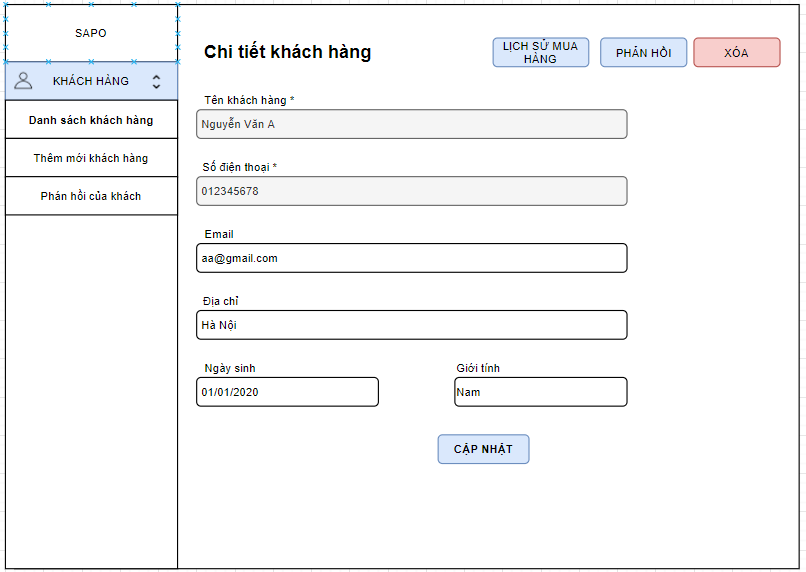 SAPO
KHÁCH HÀNG
Danh sách khách hàng
Thêm mới khách hàng
Phản hồi của khách
Chi tiết khách hàng
LỊCH SỬ MUA
HÀNG
PHẢN HỒI
XÓA
Tên khách hàng *
Nguyễn Văn A
Số điện thoại *
012345678
Email
aa@gmail.com
Địa chỉ
Hà Nội
Ngày sinh
Giới tính
01/01/2020
Nam
CẬP NHẬT